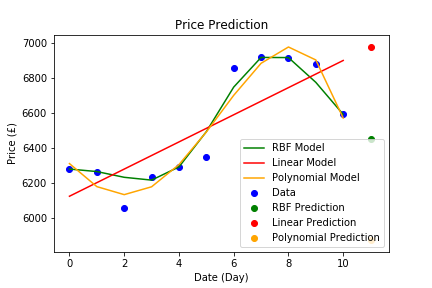 Price Prediction
7000
6800
6600
6400
6200
6000
Price (£)
RBF Model
Linear Model
Polynomial Model
Data
RBF Prediction
Linear Prediction
Polynomial Prediction
0
2
4
6
8
10
Date (Day)